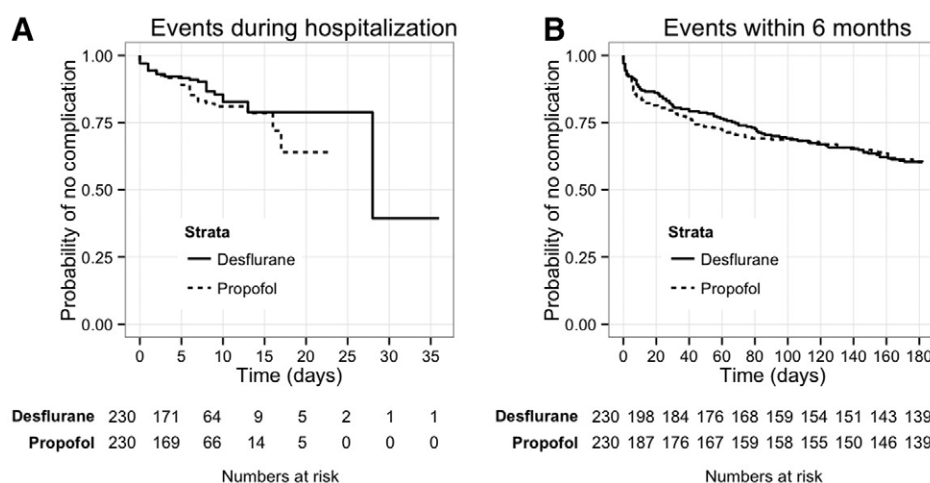 A Events during hospitalization
Probability of no complication
1.00
0.75
0.50
0.25
0.00
Strata
Desflurane
Propofol
0 5 10 15 20 25 30 35
Time (days)
Desflurane 230 171 64 9 5 2 1 1
Propofol 230 169 66 14 5 0 0 0
Numbers at risk
B Events within 6 months
Probability of no complication
1.00
0.75
0.50
0.25
0.00
Strata
Desflurane
Propofol
0 20 40 60 80 100 120 140 160 180
Time (days)
Desflurane 230 198 184 176 168 159 154 151 143 139
Propofol 230 187 176 167 159 158 155 150 146 139
Numbers at risk